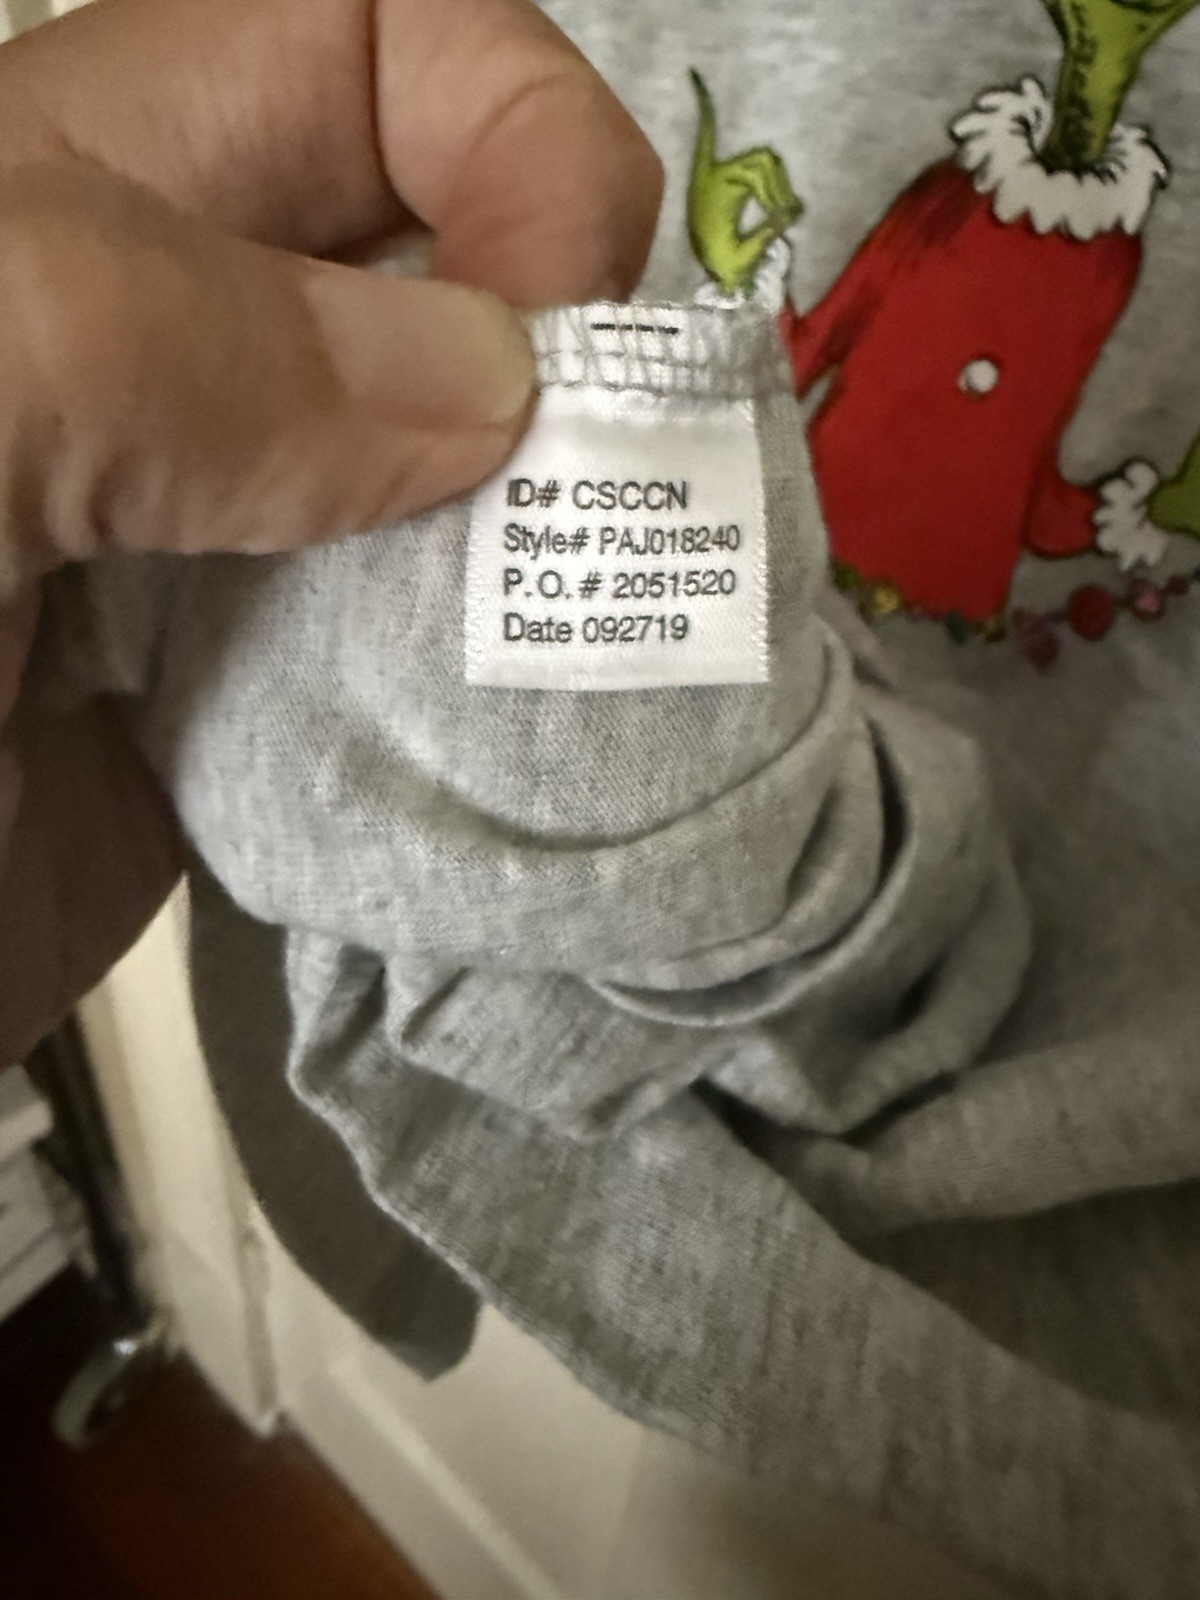 ID# CSCCN
Style# PAJ018240
P.O.# 2051520
Date 092719